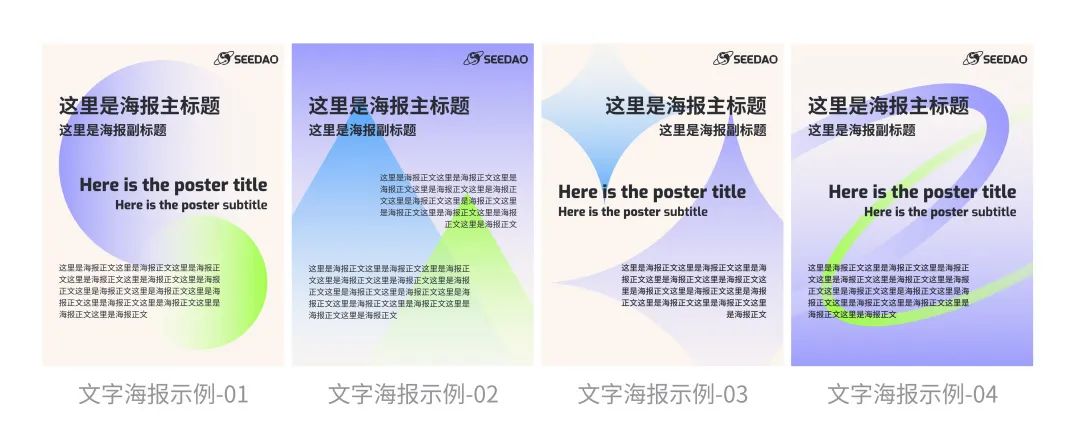 SEEDAO
这里是海报主标题
这里是海报副标题
Here is the poster title
Here is the poster subtitle
这里是海报正文这里是海报正文这里是海报正
文这里是海报正文这里是海报正文这里是海报
正文这里是海报正文这里是海报正文这里是海
报正文这里是海报正文这里是海报正文这里是
海报正文这里是海报正文
文字海报示例-01
SEEDAO
这里是海报主标题
这里是海报副标题
这里是海报正文这里是海报正文这里是
海报正文这里是海报正文这里是海报正
文这里是海报正文这里是海报正文这里
是海报正文这里是海报正文这里是海报
正文这里是海报正文
这里是海报正文这里是海报正文这里是海报正
文这里是海报正文这里是海报正文这里是海报
正文这里是海报正文这里是海报正文这里是海
报正文这里是海报正文这里是海报正文这里是
海报正文这里是海报正文
文字海报示例-02
SEEDAO
这里是海报主标题
这里是海报副标题
Here is the poster title
Here is the poster subtitle
这里是海报正文这里是海报正文这里是海
报正文这里是海报正文这里是海报正文这
里是海报正文这里是海报正文这里是海报
正文这里是海报正文这里是海报正文这里
是海报正文
文字海报示例-03
SEEDAO
这里是海报主标题
这里是海报副标题
Here is the poster title
Here is the poster subtitle
这里是海报正文这里是海报正文这里是海报正
文这里是海报正文这里是海报正文这里是海报
正文这里是海报正文这里是海报正文这里是海
报正文这里是海报正文这里是海报正文这里是
海报正文这里是海报正文
文字海报示例-04